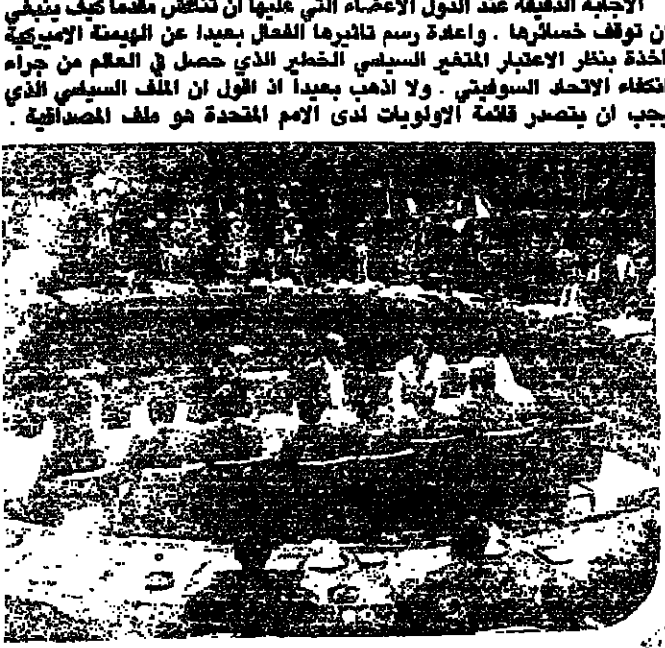 الاجابة الدقيقة عند الدول الاعضاء التي عليها ان تناقش مقدما كيف ينبغي
ان توقف خسائرها . واعادة رسم تاثيرها الفعال بعيدا عن الهيمنة الاميركية
اخذة بنظر الاعتبار المتغير السياسي الخطير الذي حصل في العالم من جراء
انكفاء الاتحاد السوفيتي . ولا اذهب بعيدا اذ اقول ان الملف السياسي الذي
يجب ان يتصدر قائمة الاولويات لدى الامم المتحدة هو ملف المصداقية .